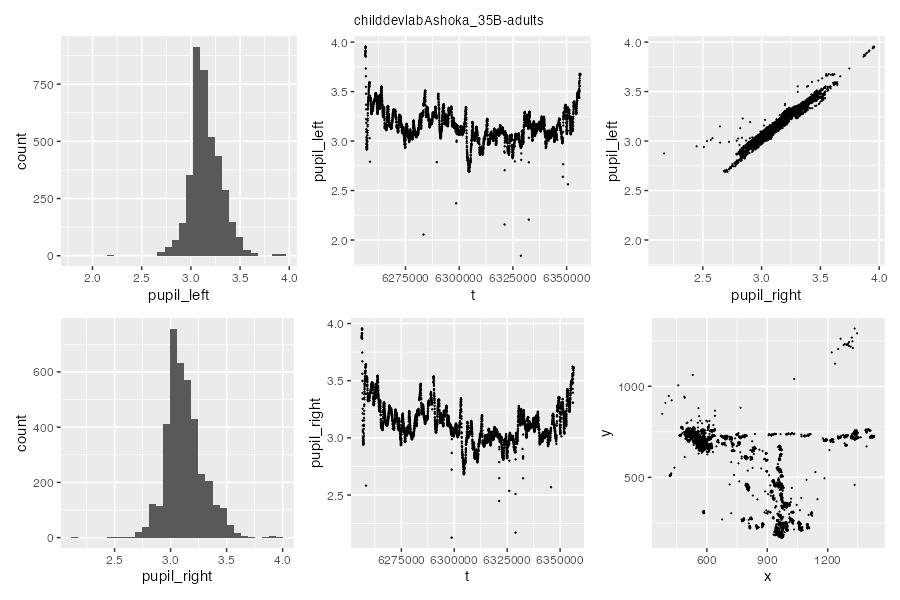 childdevlabAshoka_35B-adults
750
500
250
0
count
2.0 2.5 3.0 3.5 4.0
pupil_left
4.0
3.5
3.0
2.5
2.0
pupil_left
6275000 6300000 6325000 6350000
t
4.0
3.5
3.0
2.5
2.0
pupil_left
2.5 3.0 3.5 4.0
pupil_right
600
400
200
0
count
2.5 3.0 3.5 4.0
pupil_right
4.0
3.5
3.0
2.5
pupil_right
6275000 6300000 6325000 6350000
t
1000
500
y
600 900 1200
x